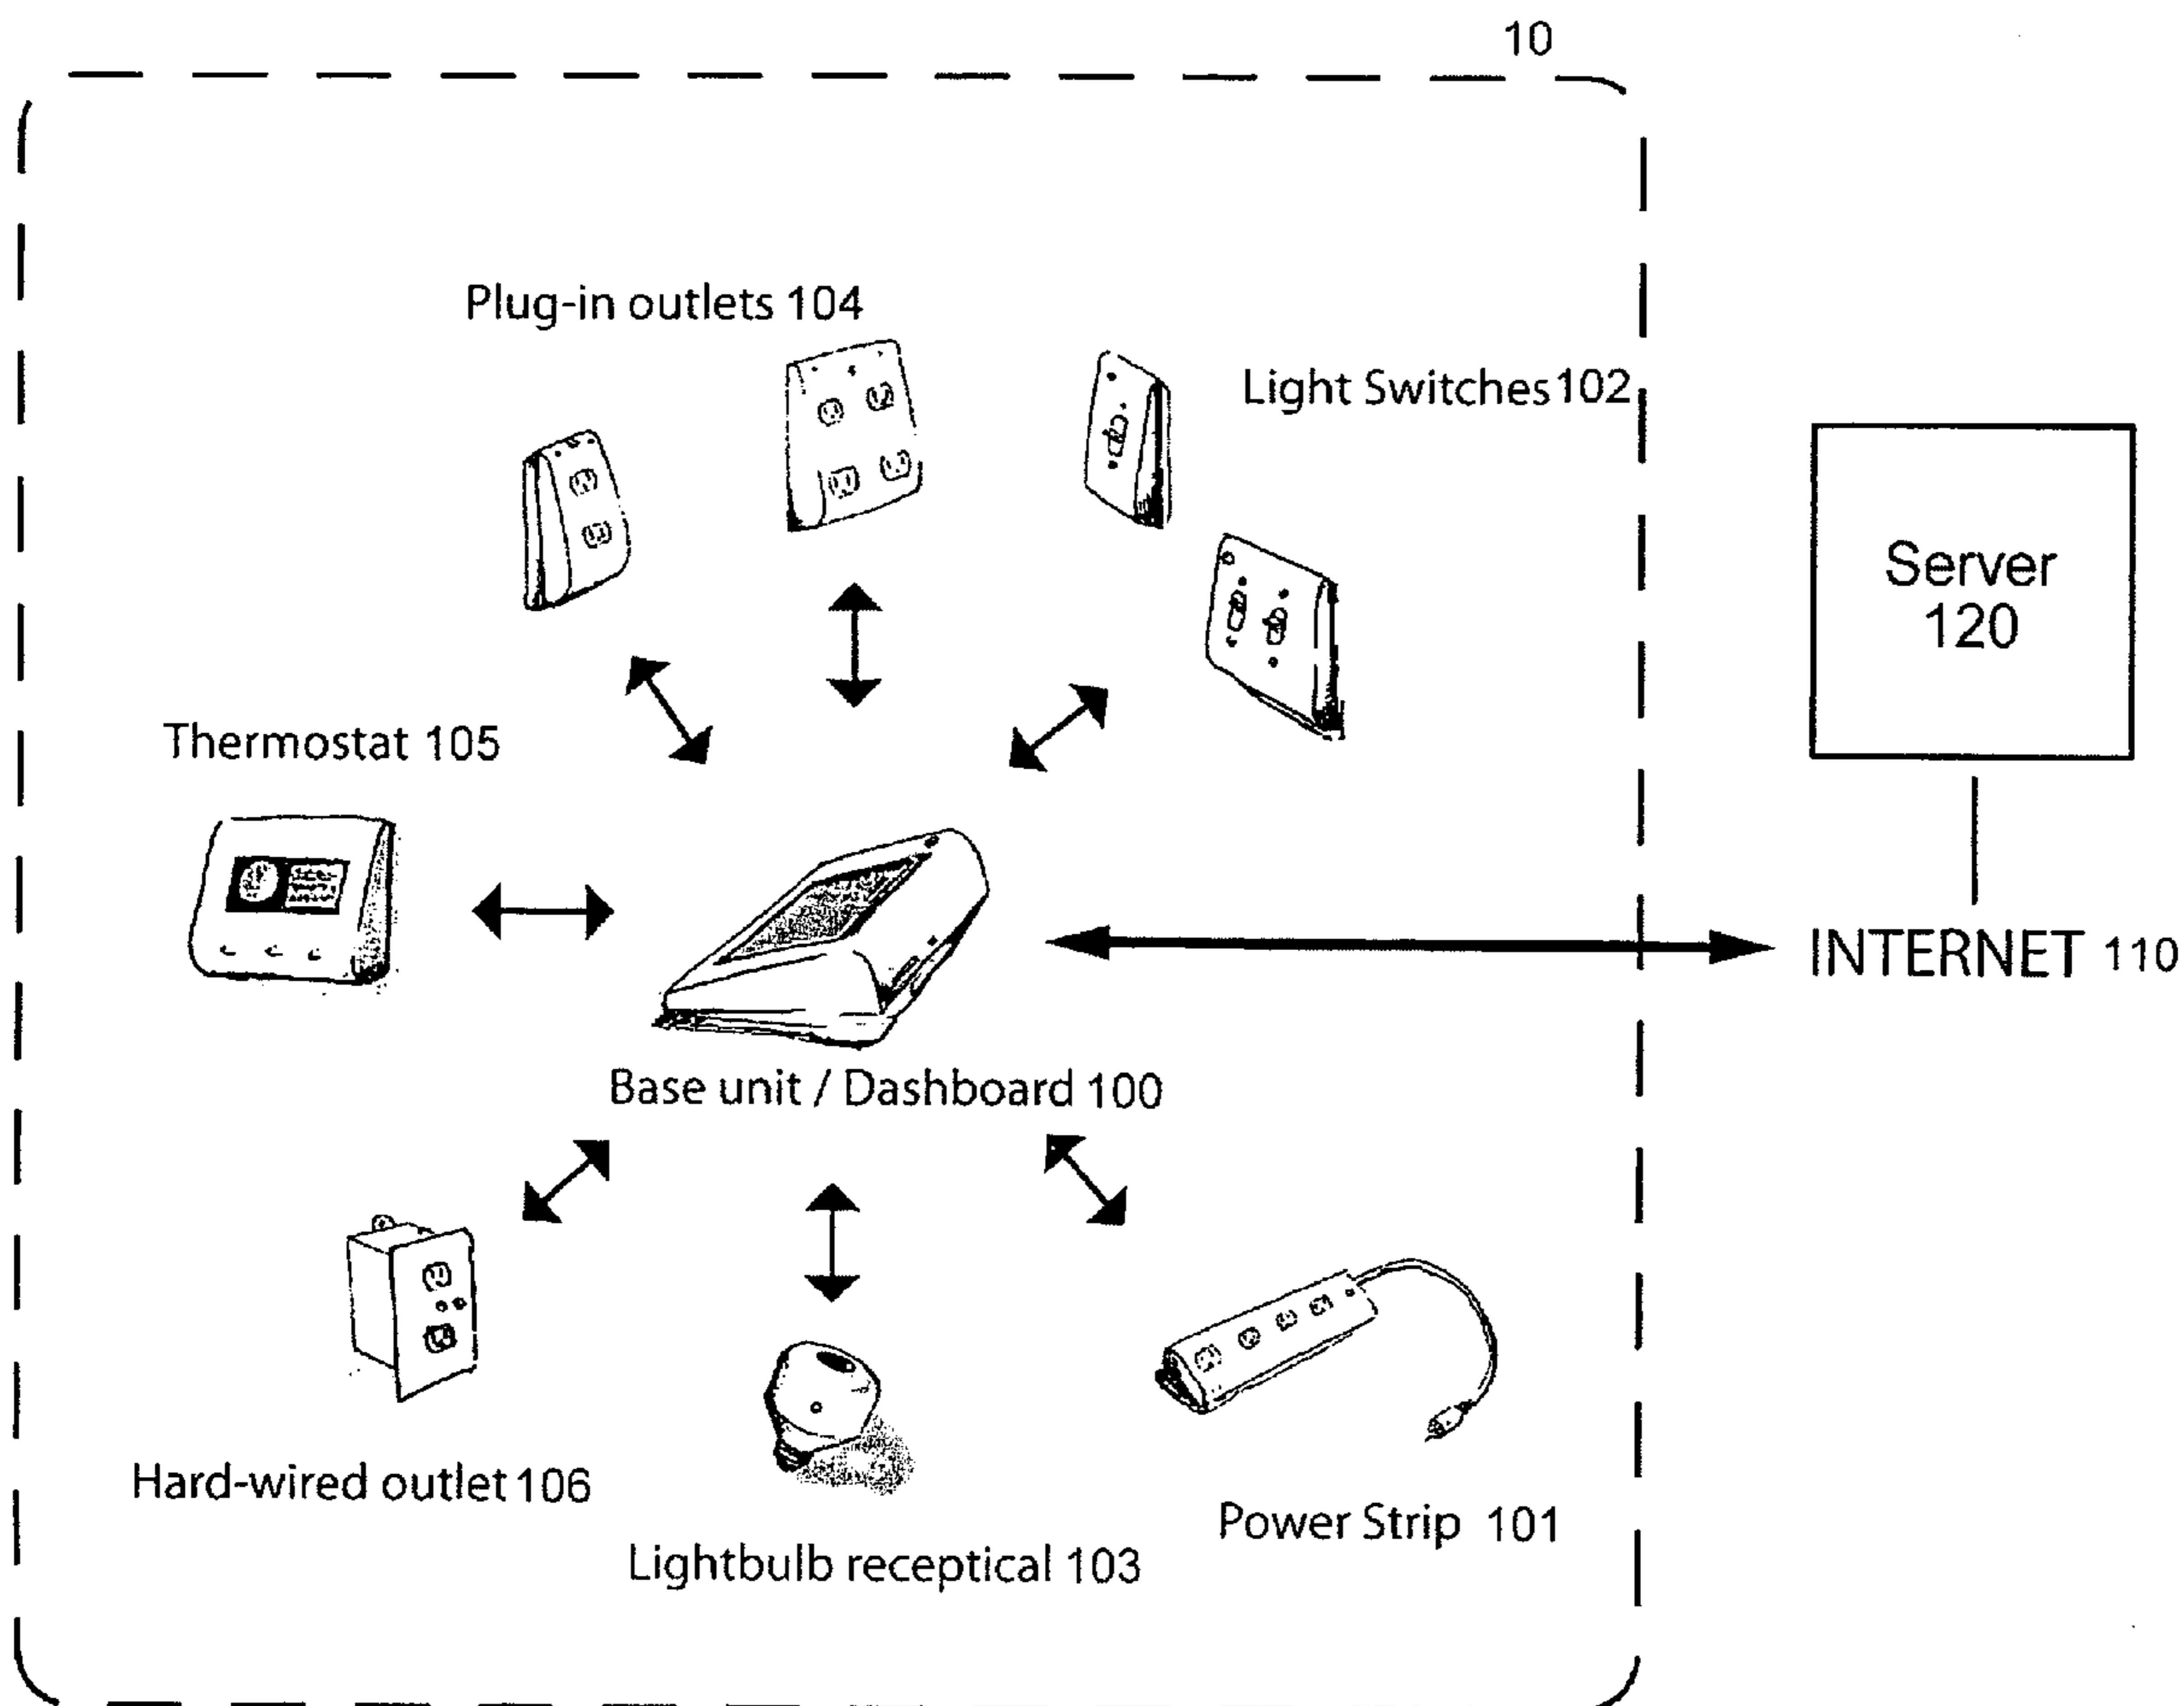 10
Plug-in outlets 104
Light Switches 102
Server
120
Thermostat 105
INTERNET 110
Base unit / Dashboard 100
Hard-wired outlet 106
Power Strip 101
Lightbulb receptical 103